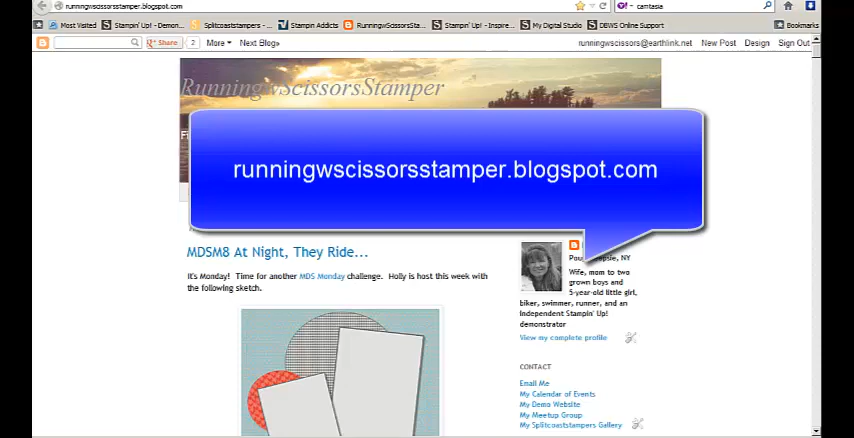 runningwscissorsstamper.blogspot.com
camtasia
Most Visited
Stampin' Up! - Demon...
Splitcoaststampers - ...
Stampin Addicts
RunningwScissorsSta...
Stampin' Up! - Inspire...
My Digital Studio
DBWS Online Support
Bookmarks
Share
2
More
Next Blog»
runningwscissors@earthlink.net
New Post
Design
Sign Out
RunningwScissorsStamper
runningwscissorsstamper.blogspot.com
MDSM8 At Night, They Ride...
It's Monday! Time for another MDS Monday challenge. Holly is host this week with
the following sketch.
NY
Wife, mom to two
grown boys and
5-year-old little girl,
biker, swimmer, runner, and an
Independent Stampin' Up!
demonstrator
View my complete profile
CONTACT
Email Me
My Calendar of Events
My Demo Website
My Meetup Group
My Splitcoaststampers Gallery